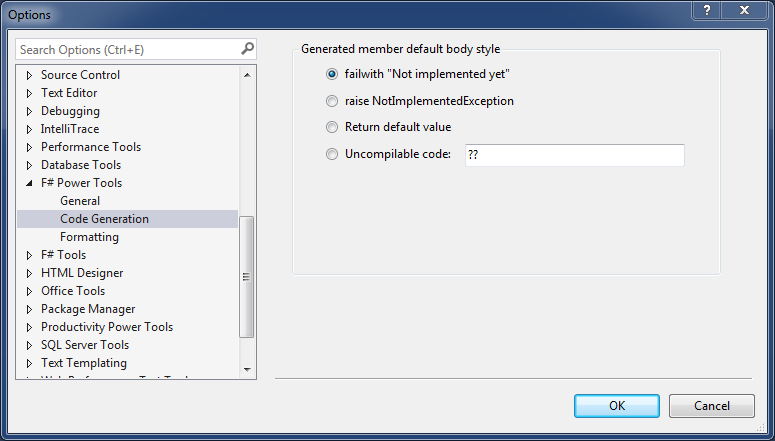 Options
?
Search Options (Ctrl+E)
Source Control
Text Editor
Debugging
IntelliTrace
Performance Tools
Database Tools
F# Power Tools
General
Code Generation
Formatting
F# Tools
HTML Designer
Office Tools
Package Manager
Productivity Power Tools
SQL Server Tools
Text Templating
Generated member default body style
failwith "Not implemented yet"
raise NotImplementedException
Return default value
Uncompilable code: ??
OK Cancel